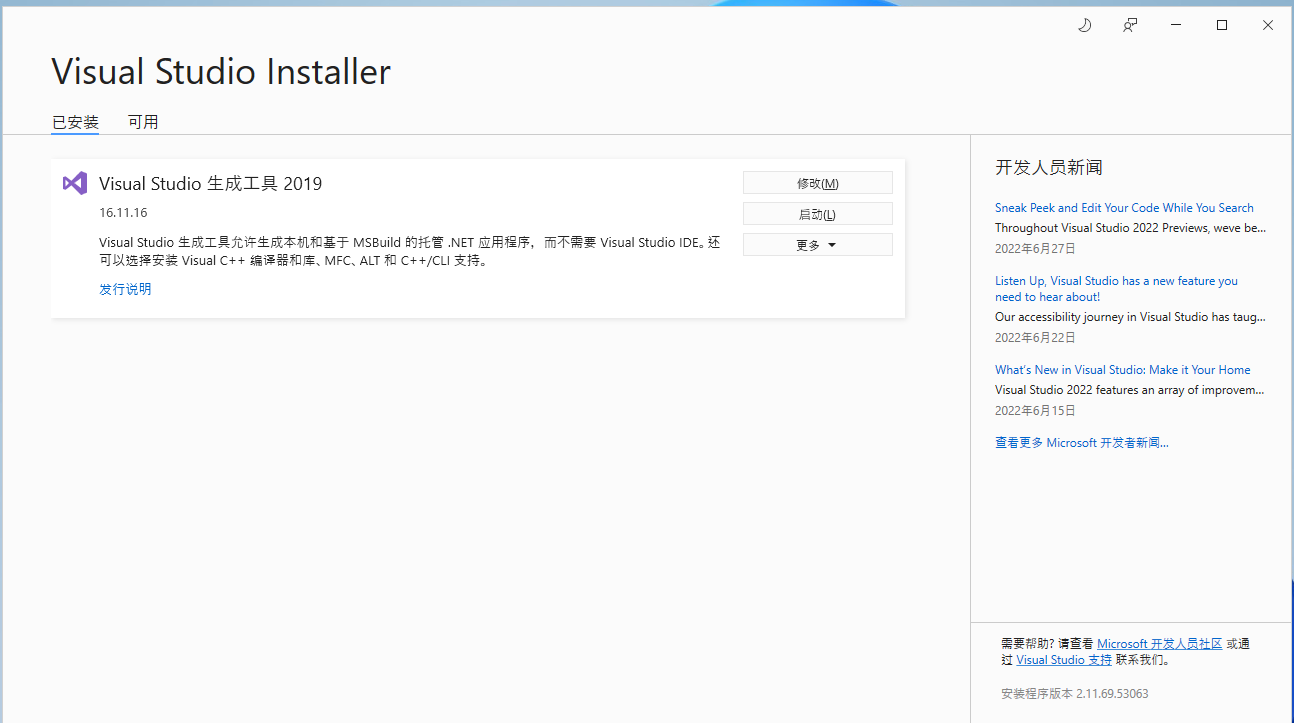 Visual Studio Installer
已安装
可用
Visual Studio 生成工具 2019
16.11.16
Visual Studio 生成工具允许生成本机和基于 MSBuild 的托管 .NET 应用程序，而不需要 Visual Studio IDE。还
可以选择安装 Visual C++ 编译器和库、MFC、ALT 和 C++/CLI 支持。
发行说明
修改(M)
启动(L)
更多
开发人员新闻
Sneak Peek and Edit Your Code While You Search
Throughout Visual Studio 2022 Previews, weve be...
2022年6月27日
Listen Up, Visual Studio has a new feature you
need to hear about!
Our accessibility journey in Visual Studio has taug...
2022年6月22日
What's New in Visual Studio: Make it Your Home
Visual Studio 2022 features an array of improvem...
2022年6月15日
查看更多 Microsoft 开发者新闻...
需要帮助? 请查看 Microsoft 开发人员社区 或通
过 Visual Studio 支持 联系我们。
安装程序版本 2.11.69.53063